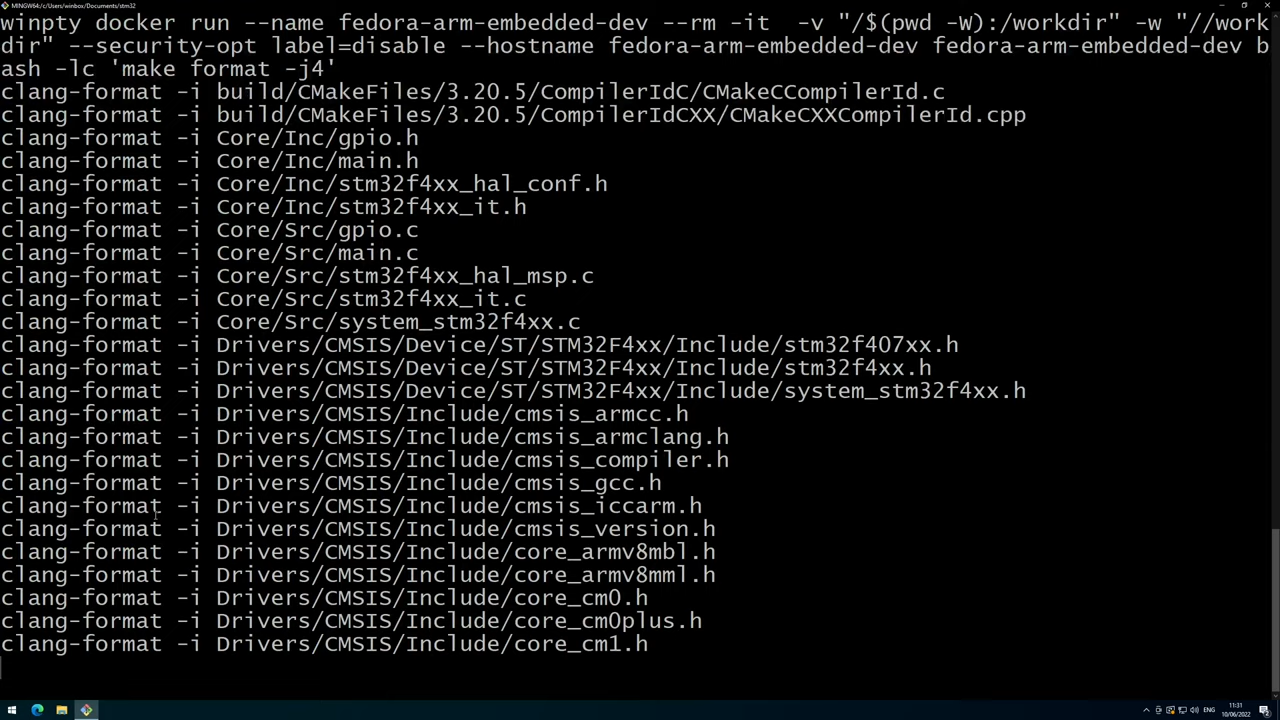 MINGW64:/c/Users/winbox/Documents/stm32
winpty docker run --name fedora-arm-embedded-dev --rm -it  -v "/$(pwd -W):/workdir" -w "//work
dir" --security-opt label=disable --hostname fedora-arm-embedded-dev fedora-arm-embedded-dev b
ash -lc 'make format -j4'
clang-format -i build/CMakeFiles/3.20.5/CompilerIdC/CMakeCCompilerId.c
clang-format -i build/CMakeFiles/3.20.5/CompilerIdCXX/CMakeCXXCompilerId.cpp
clang-format -i Core/Inc/gpio.h
clang-format -i Core/Inc/main.h
clang-format -i Core/Inc/stm32f4xx_hal_conf.h
clang-format -i Core/Inc/stm32f4xx_it.h
clang-format -i Core/Src/gpio.c
clang-format -i Core/Src/main.c
clang-format -i Core/Src/stm32f4xx_hal_msp.c
clang-format -i Core/Src/stm32f4xx_it.c
clang-format -i Core/Src/system_stm32f4xx.c
clang-format -i Drivers/CMSIS/Device/ST/STM32F4xx/Include/stm32f407xx.h
clang-format -i Drivers/CMSIS/Device/ST/STM32F4xx/Include/stm32f4xx.h
clang-format -i Drivers/CMSIS/Device/ST/STM32F4xx/Include/system_stm32f4xx.h
clang-format -i Drivers/CMSIS/Include/cmsis_armcc.h
clang-format -i Drivers/CMSIS/Include/cmsis_armclang.h
clang-format -i Drivers/CMSIS/Include/cmsis_compiler.h
clang-format -i Drivers/CMSIS/Include/cmsis_gcc.h
clang-format -i Drivers/CMSIS/Include/cmsis_iccarm.h
clang-format -i Drivers/CMSIS/Include/cmsis_version.h
clang-format -i Drivers/CMSIS/Include/core_armv8mbl.h
clang-format -i Drivers/CMSIS/Include/core_armv8mml.h
clang-format -i Drivers/CMSIS/Include/core_cm0.h
clang-format -i Drivers/CMSIS/Include/core_cm0plus.h
clang-format -i Drivers/CMSIS/Include/core_cm1.h
ENG
11:31
10/06/2022